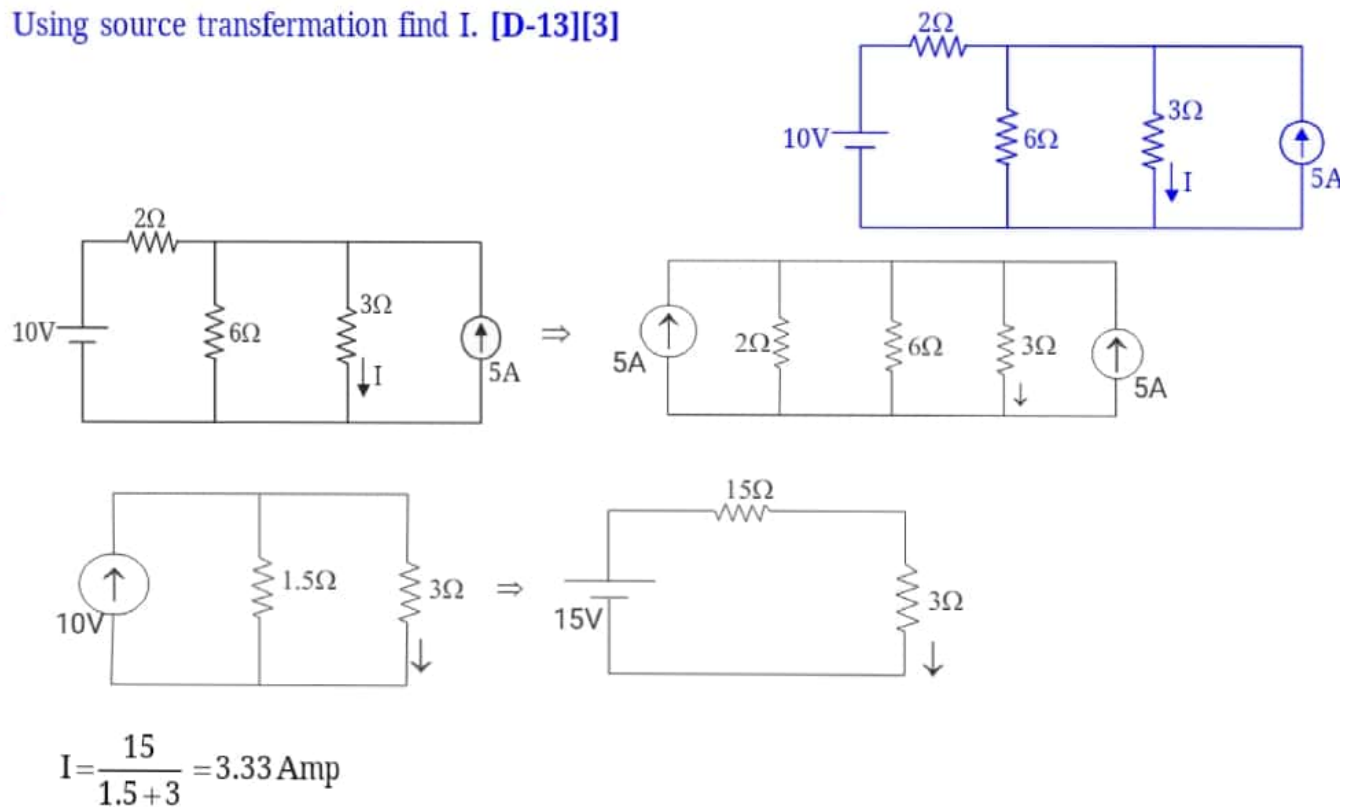 Using source transfermation find I. [D-13][3]
2Ω
10V
6Ω
3Ω
I
5A
2Ω
10V
6Ω
3Ω
I
5A
⇒
5A
2Ω
6Ω
3Ω
5A
10V
1.5Ω
3Ω
⇒
15Ω
15V
3Ω
I=15/(1.5+3)=3.33 Amp